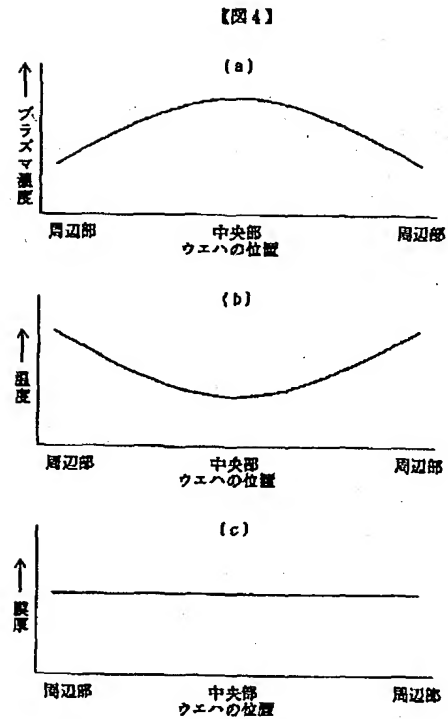 【図4】
(a)
↑プラズマ濃度
周辺部 中央部 周辺部
ウエハの位置
(b)
↑温度
周辺部 中央部 周辺部
ウエハの位置
(c)
↑膜厚
周辺部 中央部 周辺部
ウエハの位置